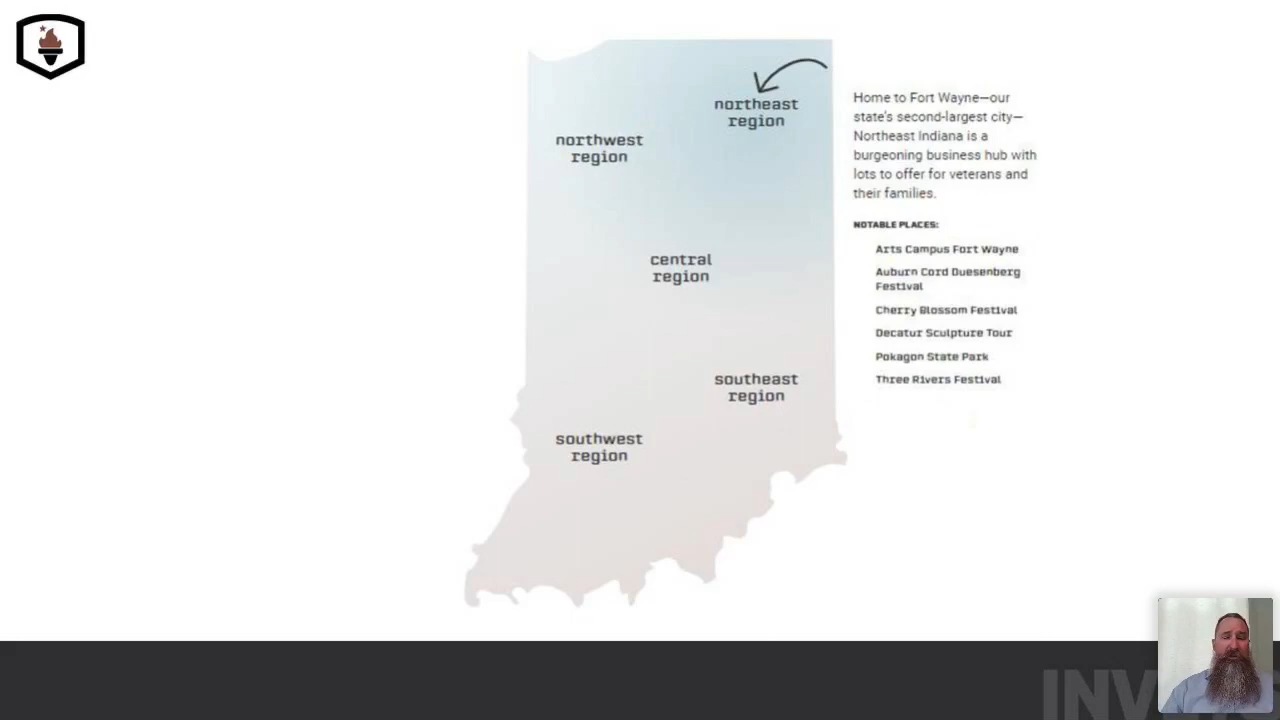 northeast
region
northwest
region
central
region
southeast
region
southwest
region
Home to Fort Wayne—our
state's second-largest city—
Northeast Indiana is a
burgeoning business hub with
lots to offer for veterans and
their families.
NOTABLE PLACES:
Arts Campus Fort Wayne
Auburn Cord Duesenberg
Festival
Cherry Blossom Festival
Decatur Sculpture Tour
Pokagon State Park
Three Rivers Festival